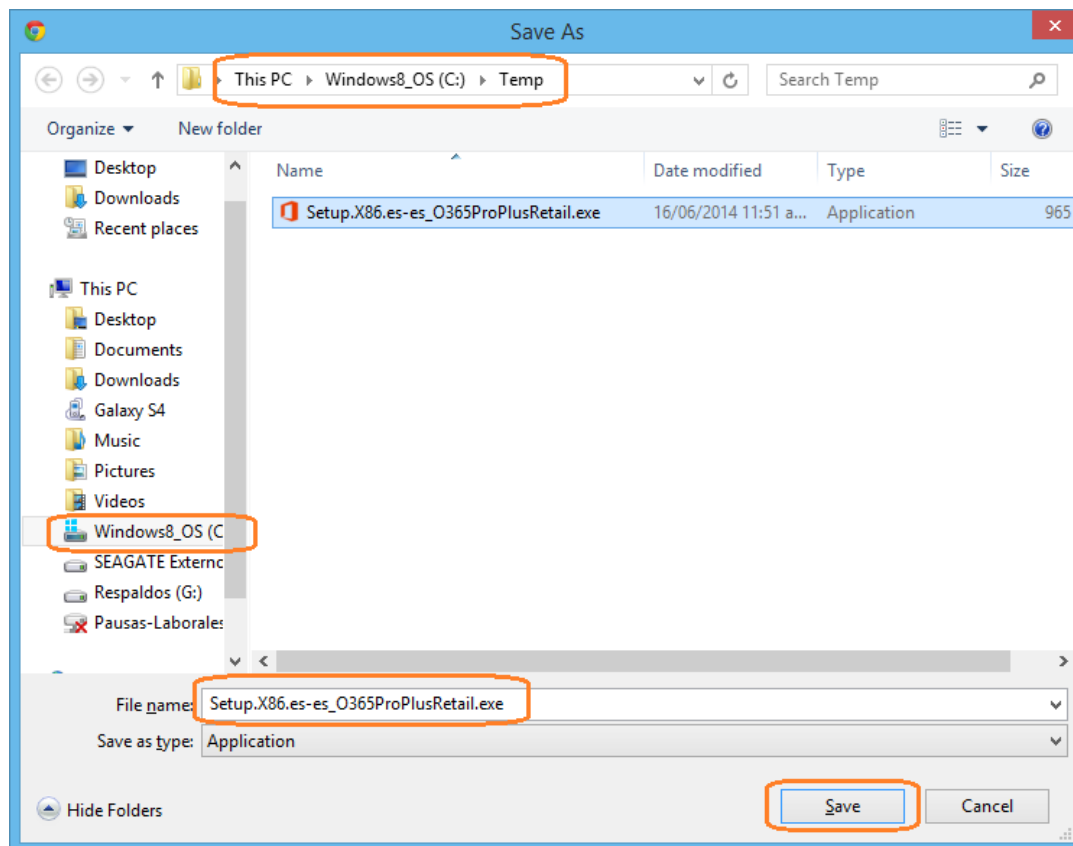 Save As
This PC Windows8_OS (C:) Temp
Search Temp
Organize New folder
Name Date modified Type Size
Setup.X86.es-es_O365ProPlusRetail.exe 16/06/2014 11:51 a... Application 965
Desktop
Downloads
Recent places
This PC
Desktop
Documents
Downloads
Galaxy S4
Music
Pictures
Videos
Windows8_OS (C
SEAGATE Externo
Respaldos (G:)
Pausas-Laborales
File name: Setup.X86.es-es_O365ProPlusRetail.exe
Save as type: Application
Hide Folders
Save Cancel